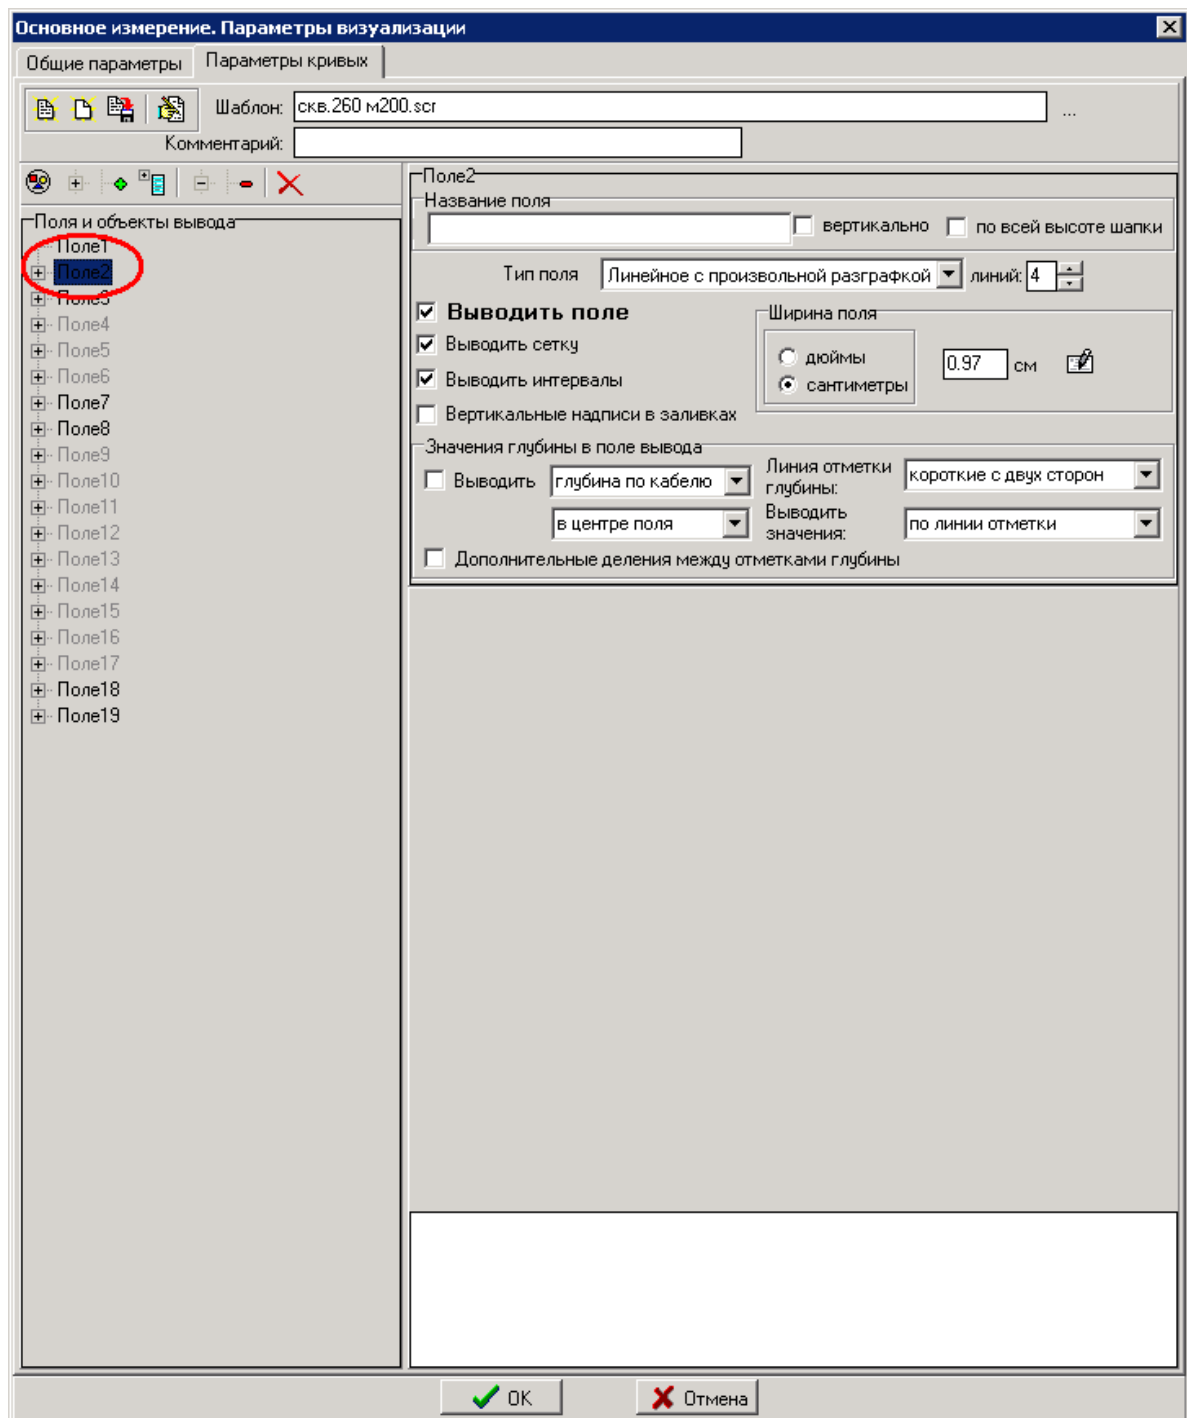 Основное измерение. Параметры визуализации
Общие параметры Параметры кривых
Шаблон: скв.260 м200.scr ...
Комментарий:
Поля и объекты вывода
Поле1
Поле2
Поле3
Поле4
Поле5
Поле6
Поле7
Поле8
Поле9
Поле10
Поле11
Поле12
Поле13
Поле14
Поле15
Поле16
Поле17
Поле18
Поле19
Поле2
Название поля
вертикально по всей высоте шапки
Тип поля Линейное с произвольной разграфкой линий: 4
Выводить поле
Выводить сетку
Выводить интервалы
Вертикальные надписи в заливках
Ширина поля
дюймы
сантиметры
0.97 см
Значения глубины в поле вывода
Выводить глубина по кабелю
в центре поля
Линия отметки
глубины:
короткие с двух сторон
Выводить
значения:
по линии отметки
Дополнительные деления между отметками глубины
OK Отмена